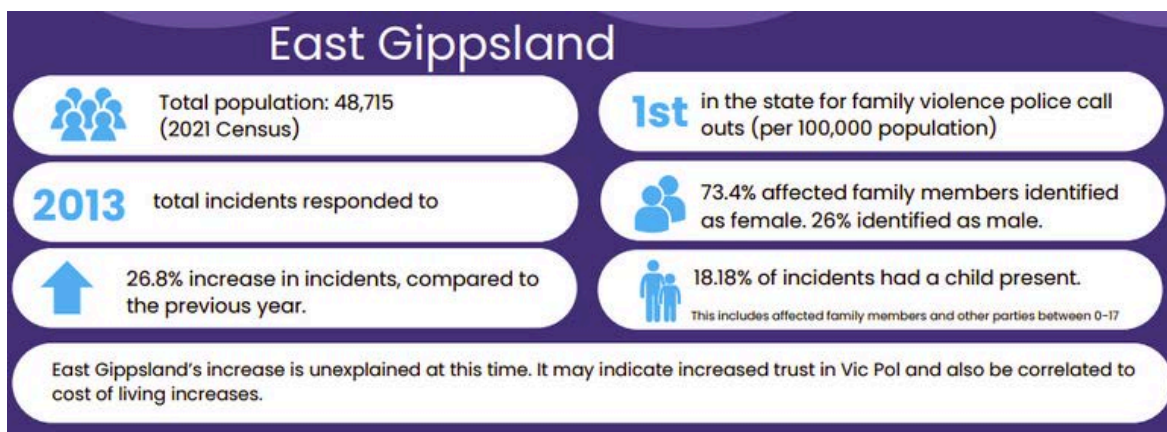 East Gippsland
Total population: 48,715
(2021 Census)
1st in the state for family violence police call
outs (per 100,000 population)
2013 total incidents responded to
73.4% affected family members identified
as female. 26% identified as male.
26.8% increase in incidents, compared to
the previous year.
18.18% of incidents had a child present.
This includes affected family members and other parties between 0-17
East Gippsland's increase is unexplained at this time. It may indicate increased trust in Vic Pol and also be correlated to
cost of living increases.